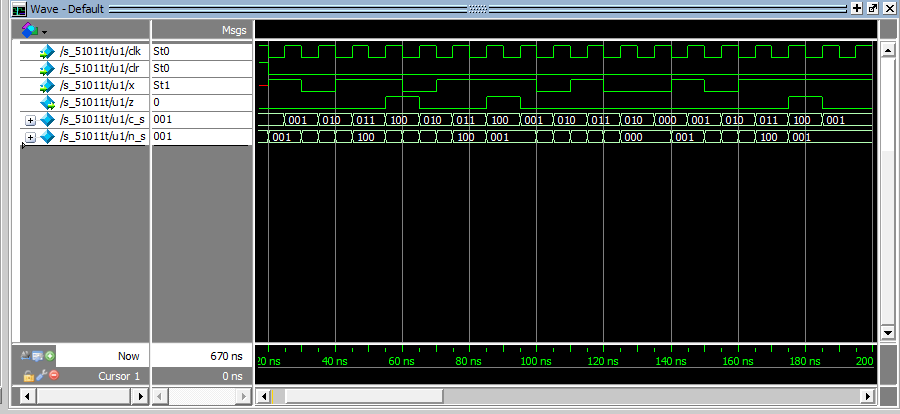 Wave - Default
Msgs
/s_51011t/u1/clk St0
/s_51011t/u1/clr St0
/s_51011t/u1/x St1
/s_51011t/u1/z 0
/s_51011t/u1/c_s 001 001 010 011 100 010 011 100 001 010 011 010 000 001 010 011 100 001
/s_51011t/u1/n_s 001 001 100 100 001 000 001 100 001
Now 670 ns 20 ns 40 ns 60 ns 80 ns 100 ns 120 ns 140 ns 160 ns 180 ns 200
Cursor 1 0 ns